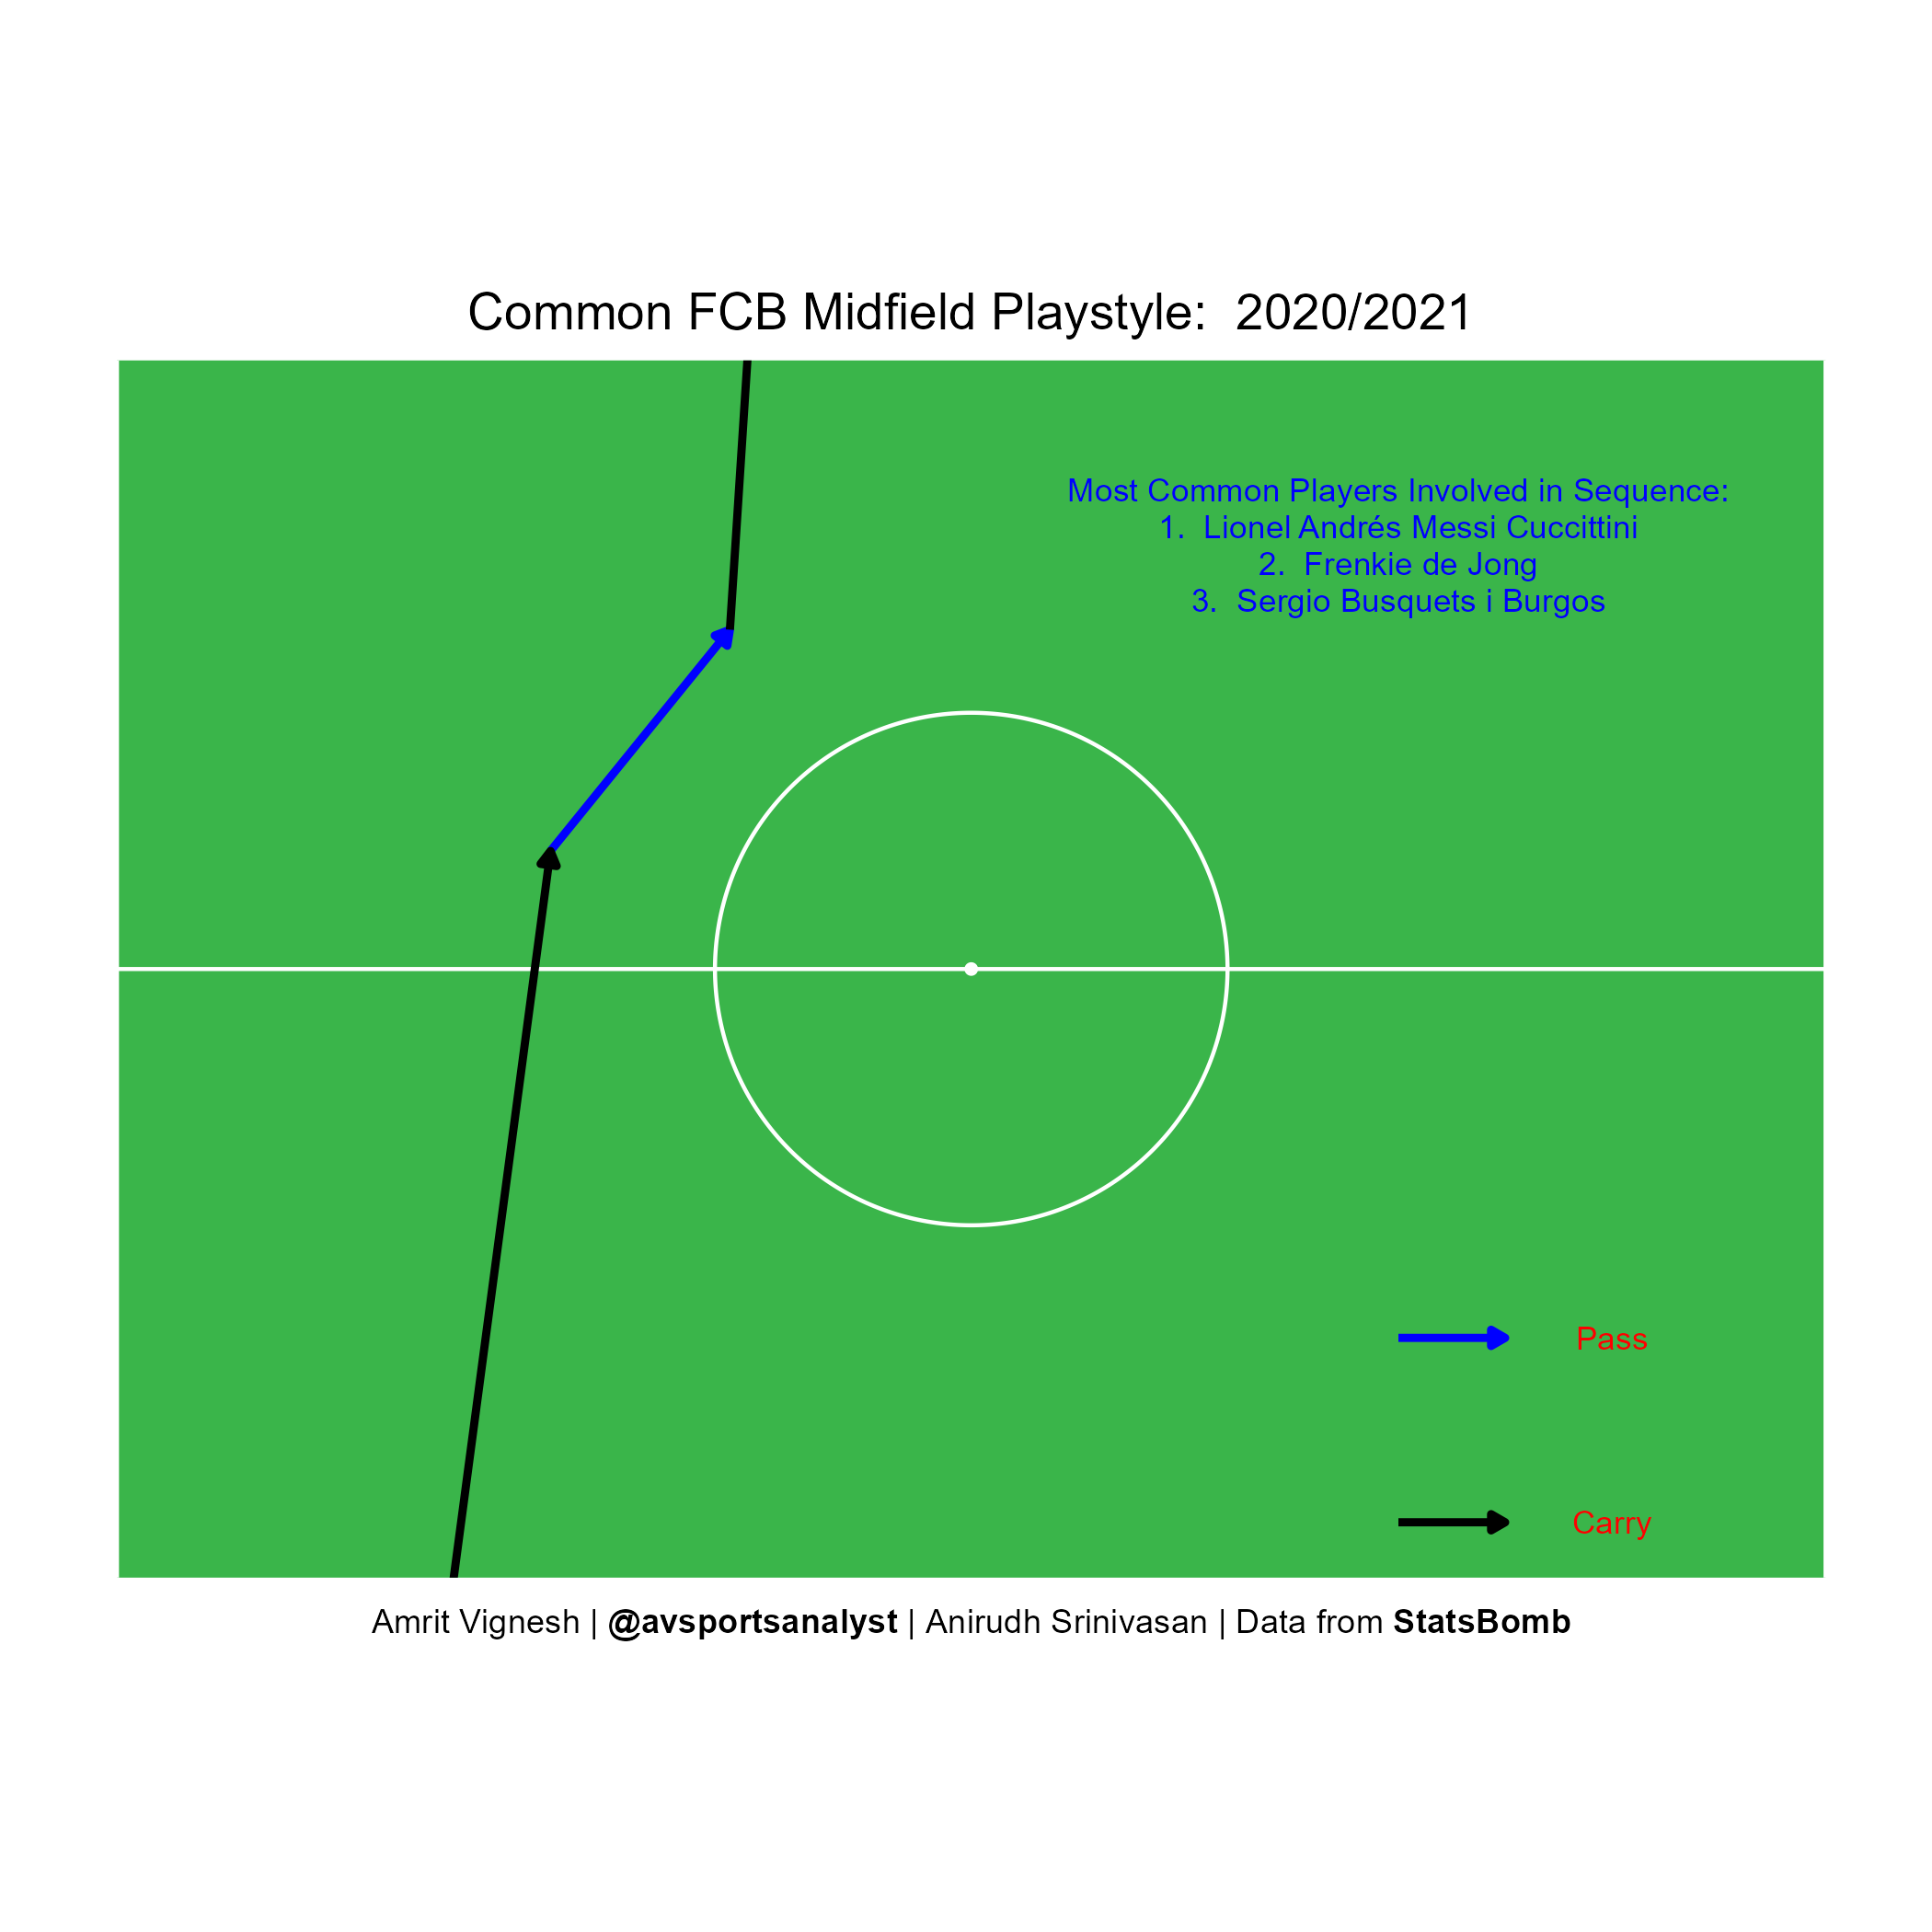 Common FCB Midfield Playstyle:  2020/2021
Most Common Players Involved in Sequence:
1.  Lionel Andrés Messi Cuccittini
2.  Frenkie de Jong
3.  Sergio Busquets i Burgos
Pass
Carry
Amrit Vignesh | @avsportsanalyst | Anirudh Srinivasan | Data from StatsBomb